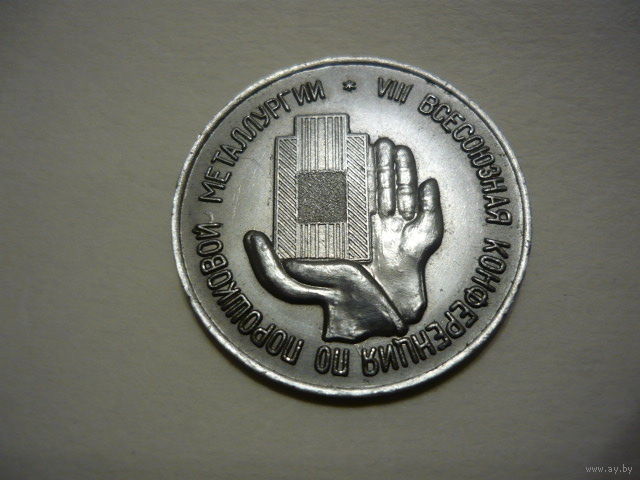 VIII ВСЕСОЮЗНАЯ КОНФЕРЕНЦИЯ ПО ПОРОШКОВОЙ МЕТАЛЛУРГИИ *
www.ay.by